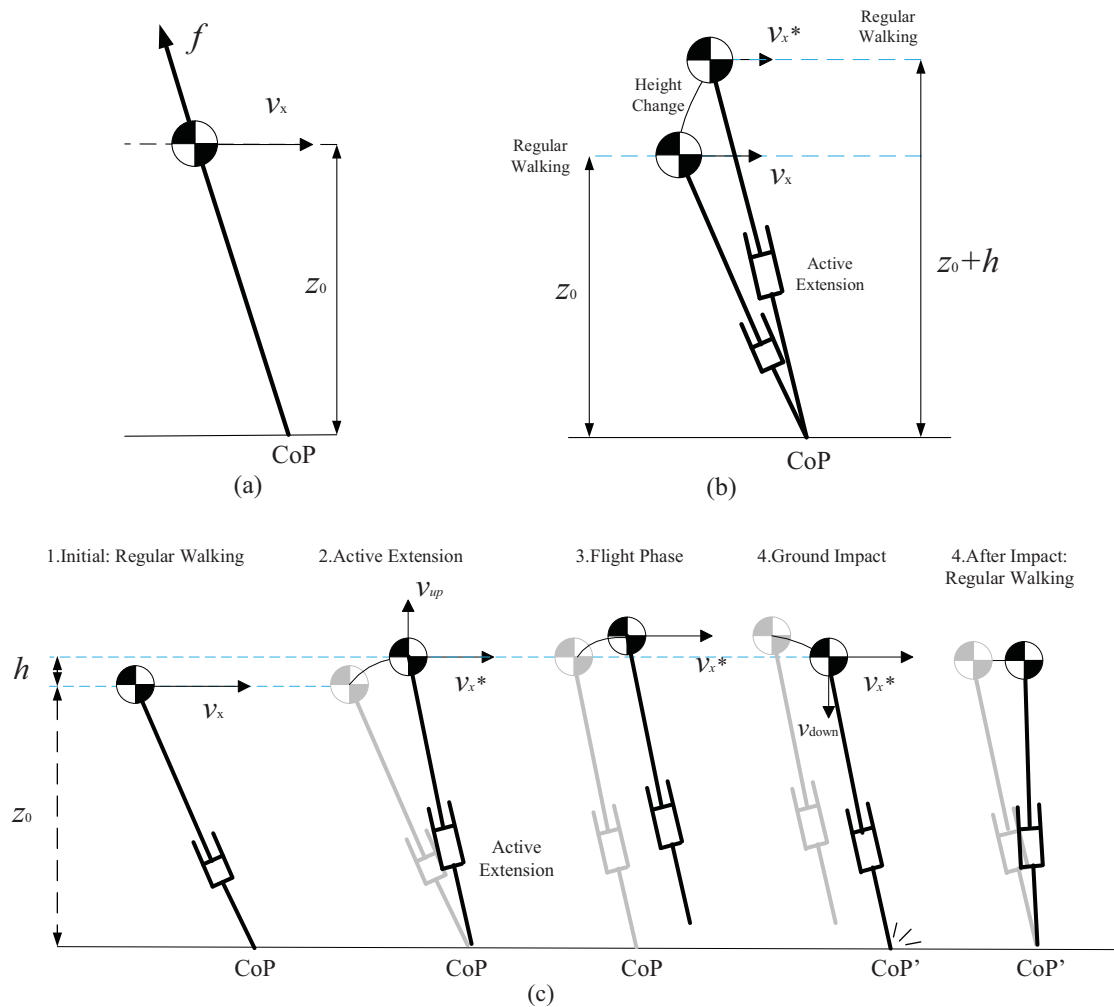 f
vx
z0
CoP
(a)
Regular
Walking
vx*
Height
Change
Regular
Walking
vx
z0
Active
Extension
z0+h
CoP
(b)
1.Initial: Regular Walking
2.Active Extension
3.Flight Phase
4.Ground Impact
4.After Impact:
Regular Walking
vup
h
vx
vx*
vx*
vx*
vdown
z0
Active
Extension
CoP
CoP
CoP
CoP’
CoP’
(c)